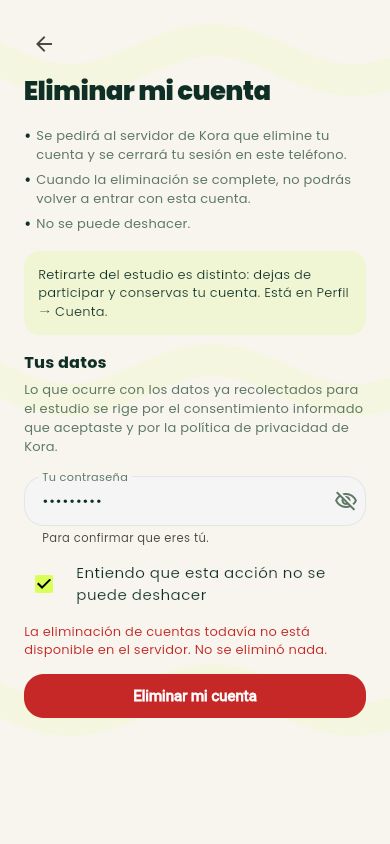 Eliminar mi cuenta
• Se pedirá al servidor de Kora que elimine tu
cuenta y se cerrará tu sesión en este teléfono.
• Cuando la eliminación se complete, no podrás
volver a entrar con esta cuenta.
• No se puede deshacer.
Retirarte del estudio es distinto: dejas de
participar y conservas tu cuenta. Está en Perfil
→ Cuenta.
Tus datos
Lo que ocurre con los datos ya recolectados para
el estudio se rige por el consentimiento informado
que aceptaste y por la política de privacidad de
Kora.
Tu contraseña
•••••••••
Para confirmar que eres tú.
Entiendo que esta acción no se
puede deshacer
La eliminación de cuentas todavía no está
disponible en el servidor. No se eliminó nada.
Eliminar mi cuenta